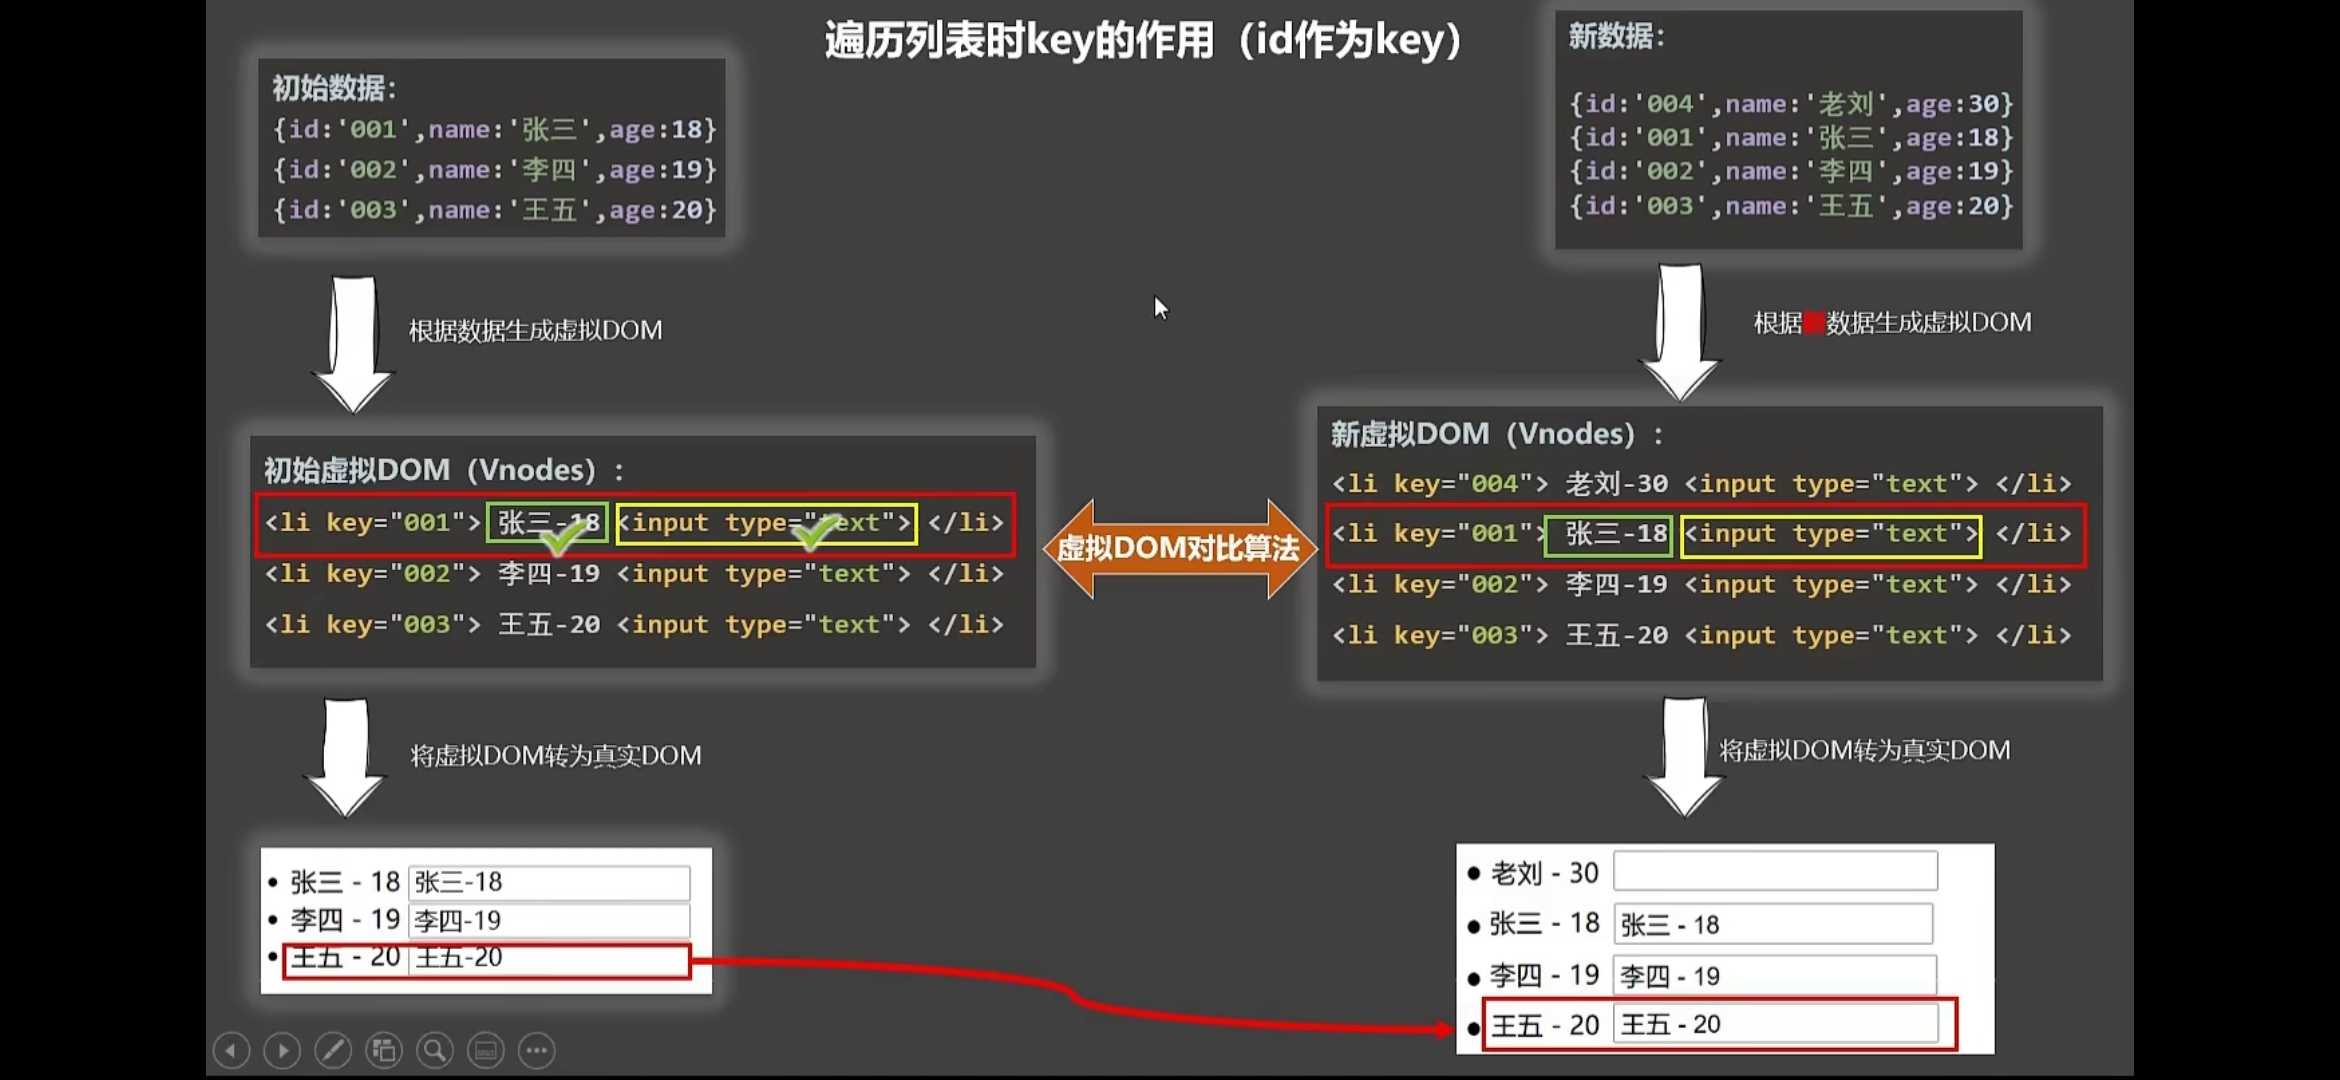 遍历列表时key的作用（id作为key）
初始数据：
{id:'001',name:'张三',age:18}
{id:'002',name:'李四',age:19}
{id:'003',name:'王五',age:20}
根据数据生成虚拟DOM
初始虚拟DOM（Vnodes）：
<li key="001"> 张三-18 <input type="text"> </li>
<li key="002"> 李四-19 <input type="text"> </li>
<li key="003"> 王五-20 <input type="text"> </li>
将虚拟DOM转为真实DOM
张三 - 18 张三-18
李四 - 19 李四-19
王五 - 20 王五-20
虚拟DOM对比算法
新数据：
{id:'004',name:'老刘',age:30}
{id:'001',name:'张三',age:18}
{id:'002',name:'李四',age:19}
{id:'003',name:'王五',age:20}
根据 数据生成虚拟DOM
新虚拟DOM（Vnodes）：
<li key="004"> 老刘-30 <input type="text"> </li>
<li key="001"> 张三-18 <input type="text"> </li>
<li key="002"> 李四-19 <input type="text"> </li>
<li key="003"> 王五-20 <input type="text"> </li>
将虚拟DOM转为真实DOM
老刘 - 30
张三 - 18 张三 - 18
李四 - 19 李四 - 19
王五 - 20 王五 - 20